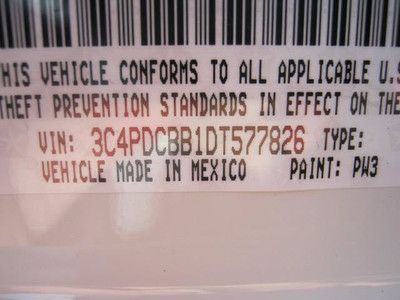 THIS VEHICLE CONFORMS TO ALL APPLICABLE U.S
THEFT PREVENTION STANDARDS IN EFFECT ON THE
VIN: 3C4PDCBB1DT577826 TYPE:
VEHICLE MADE IN MEXICO PAINT: PW3